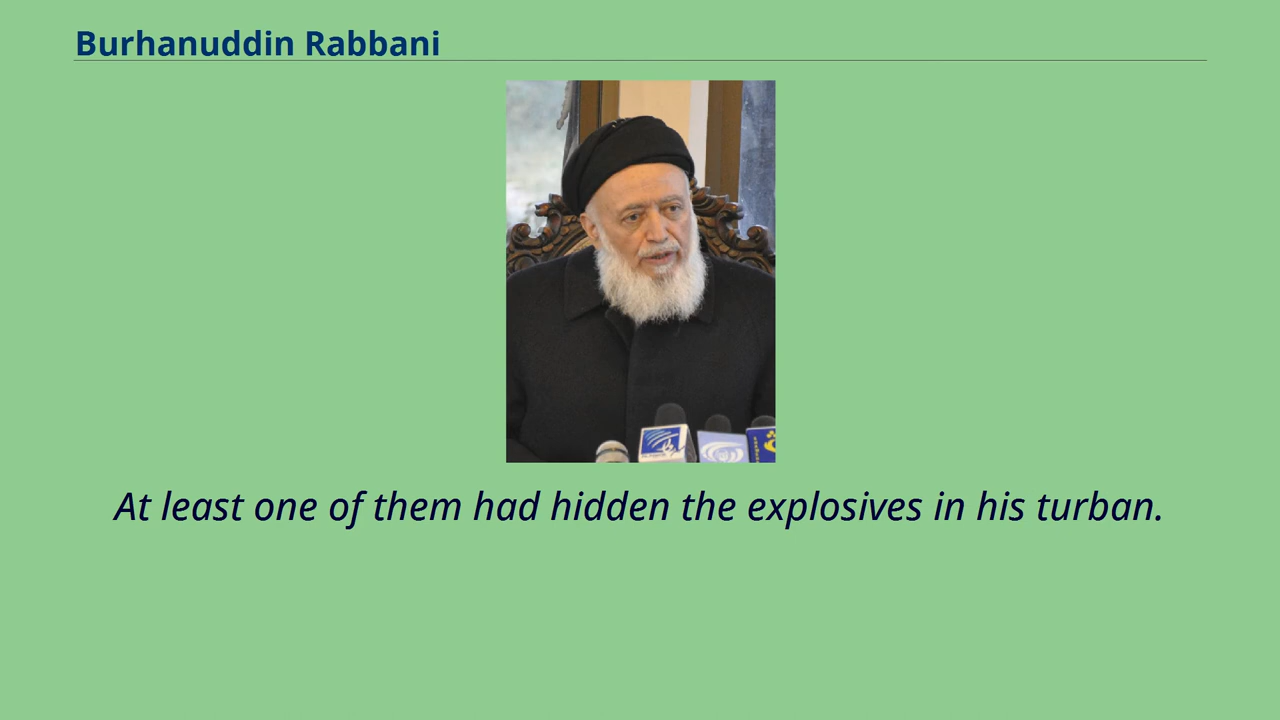 Burhanuddin Rabbani
At least one of them had hidden the explosives in his turban.